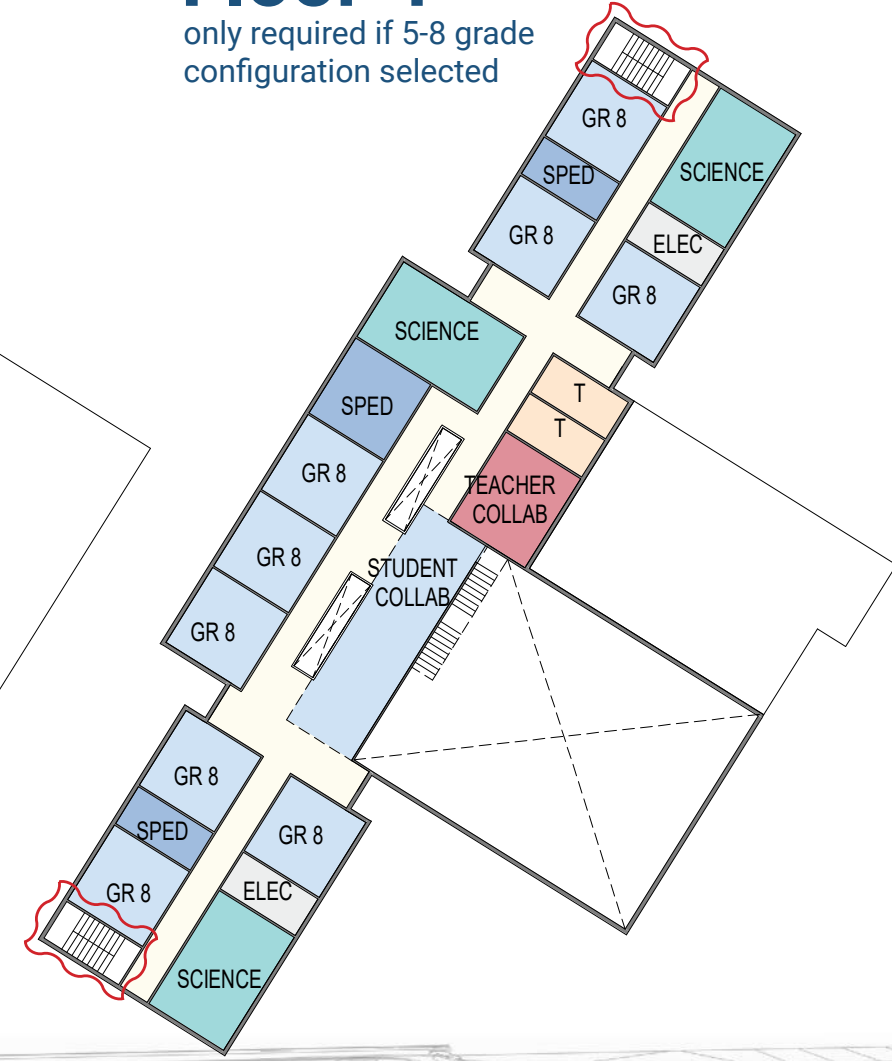 only required if 5-8 grade
configuration selected
GR 8
SPED
SCIENCE
GR 8
ELEC
GR 8
SCIENCE
T
SPED
T
GR 8
TEACHER
COLLAB
GR 8
STUDENT
COLLAB
GR 8
GR 8
SPED
GR 8
GR 8
ELEC
SCIENCE